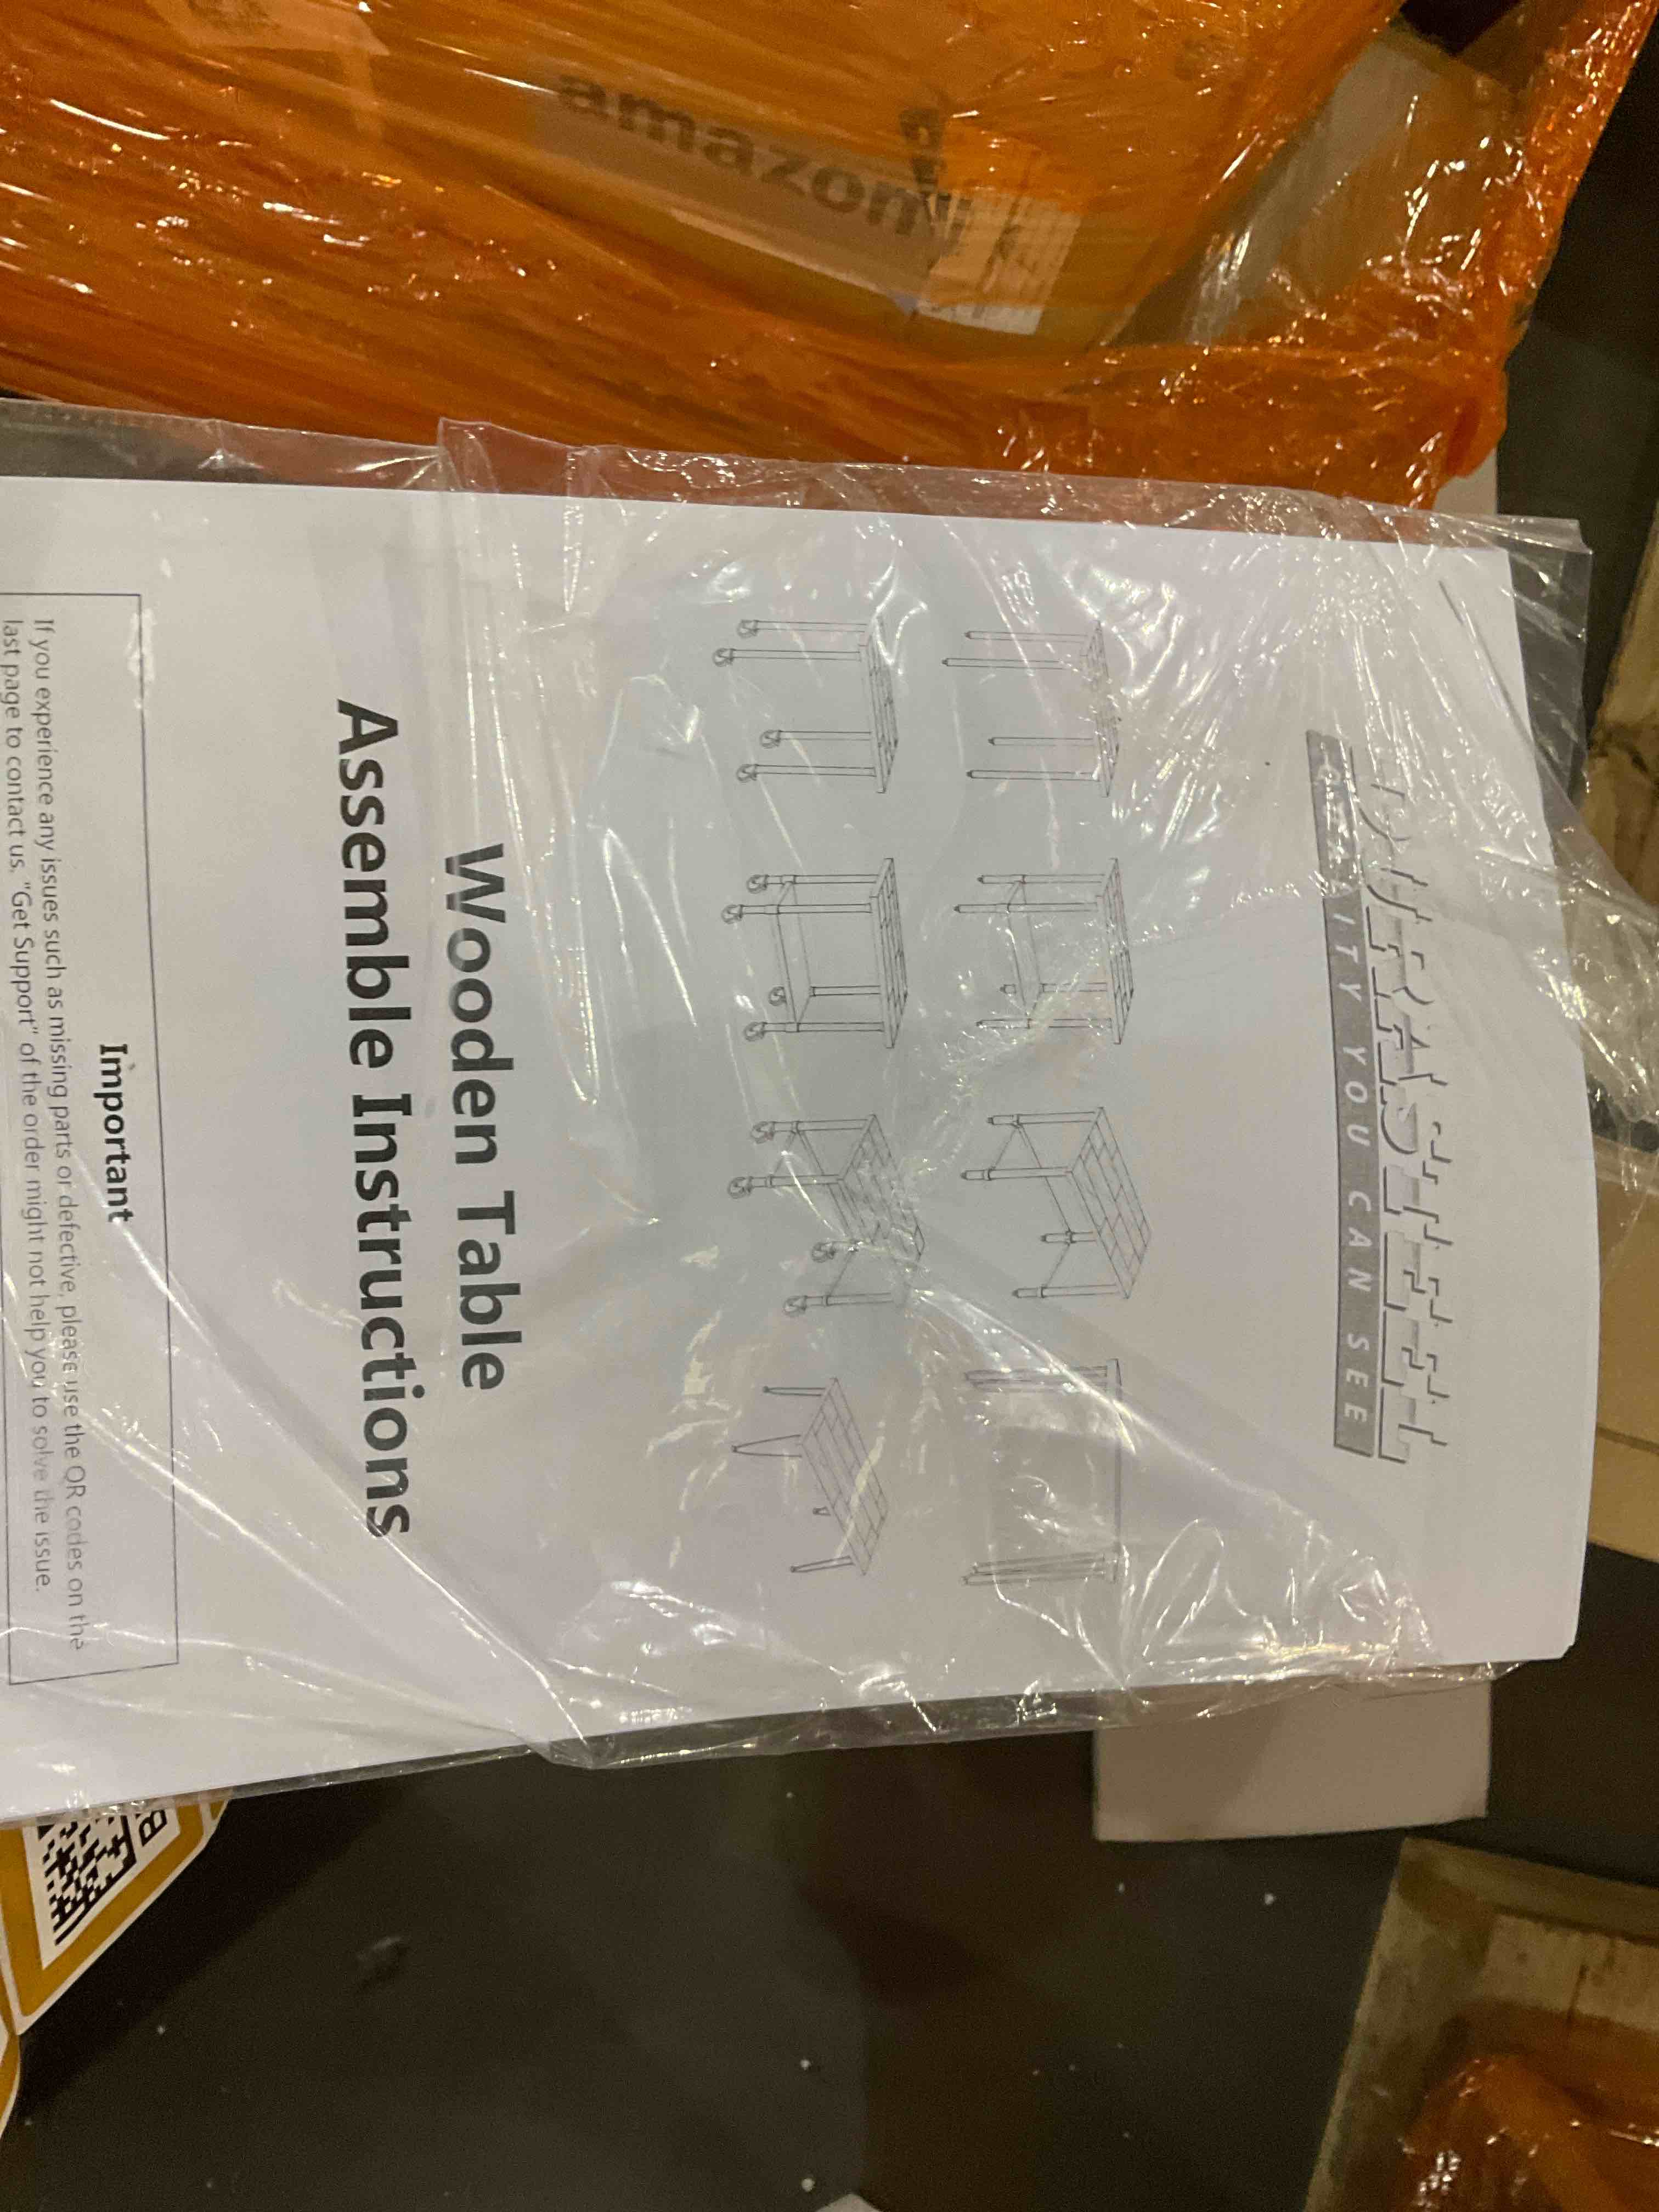 amazon
DURASTEEL
ITY YOU CAN SEE
Wooden Table
Assemble Instructions
Important
If you experience any issues such as missing parts or defective, please use the QR codes on the
last page to contact us. "Get Support" of the order might not help you to solve the issue.
B